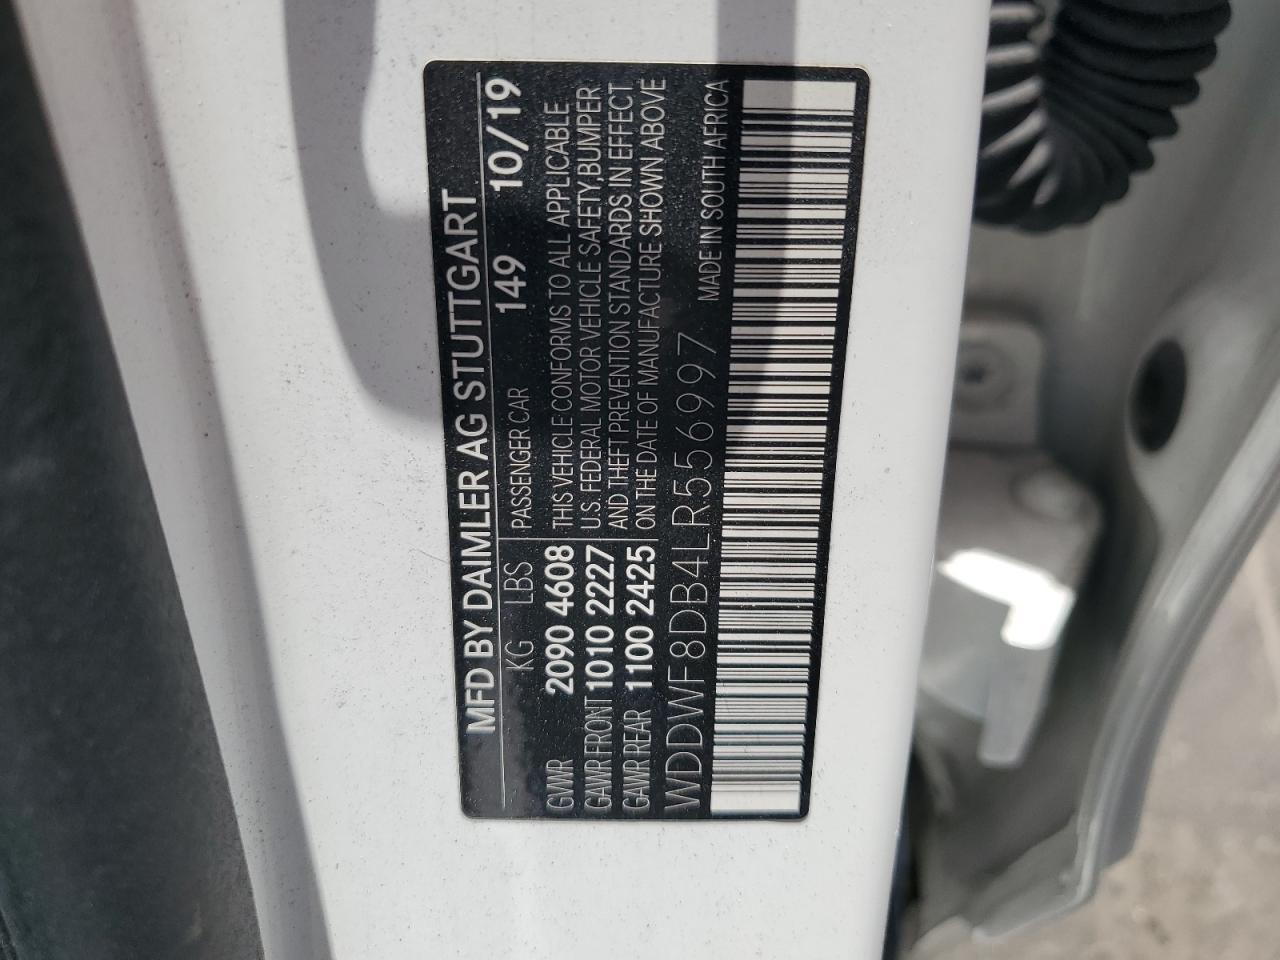 MFD BY DAIMLER AG STUTTGART
KG LBS PASSENGER CAR 149 10/19
GVWR 2090 4608 THIS VEHICLE CONFORMS TO ALL APPLICABLE
GAWR FRONT 1010 2227 U.S. FEDERAL MOTOR VEHICLE SAFETY,BUMPER
GAWR REAR 1100 2425 AND THEFT PREVENTION STANDARDS IN EFFECT
ON THE DATE OF MANUFACTURE SHOWN ABOVE
WDDWF8DB4LR556997 MADE IN SOUTH AFRICA